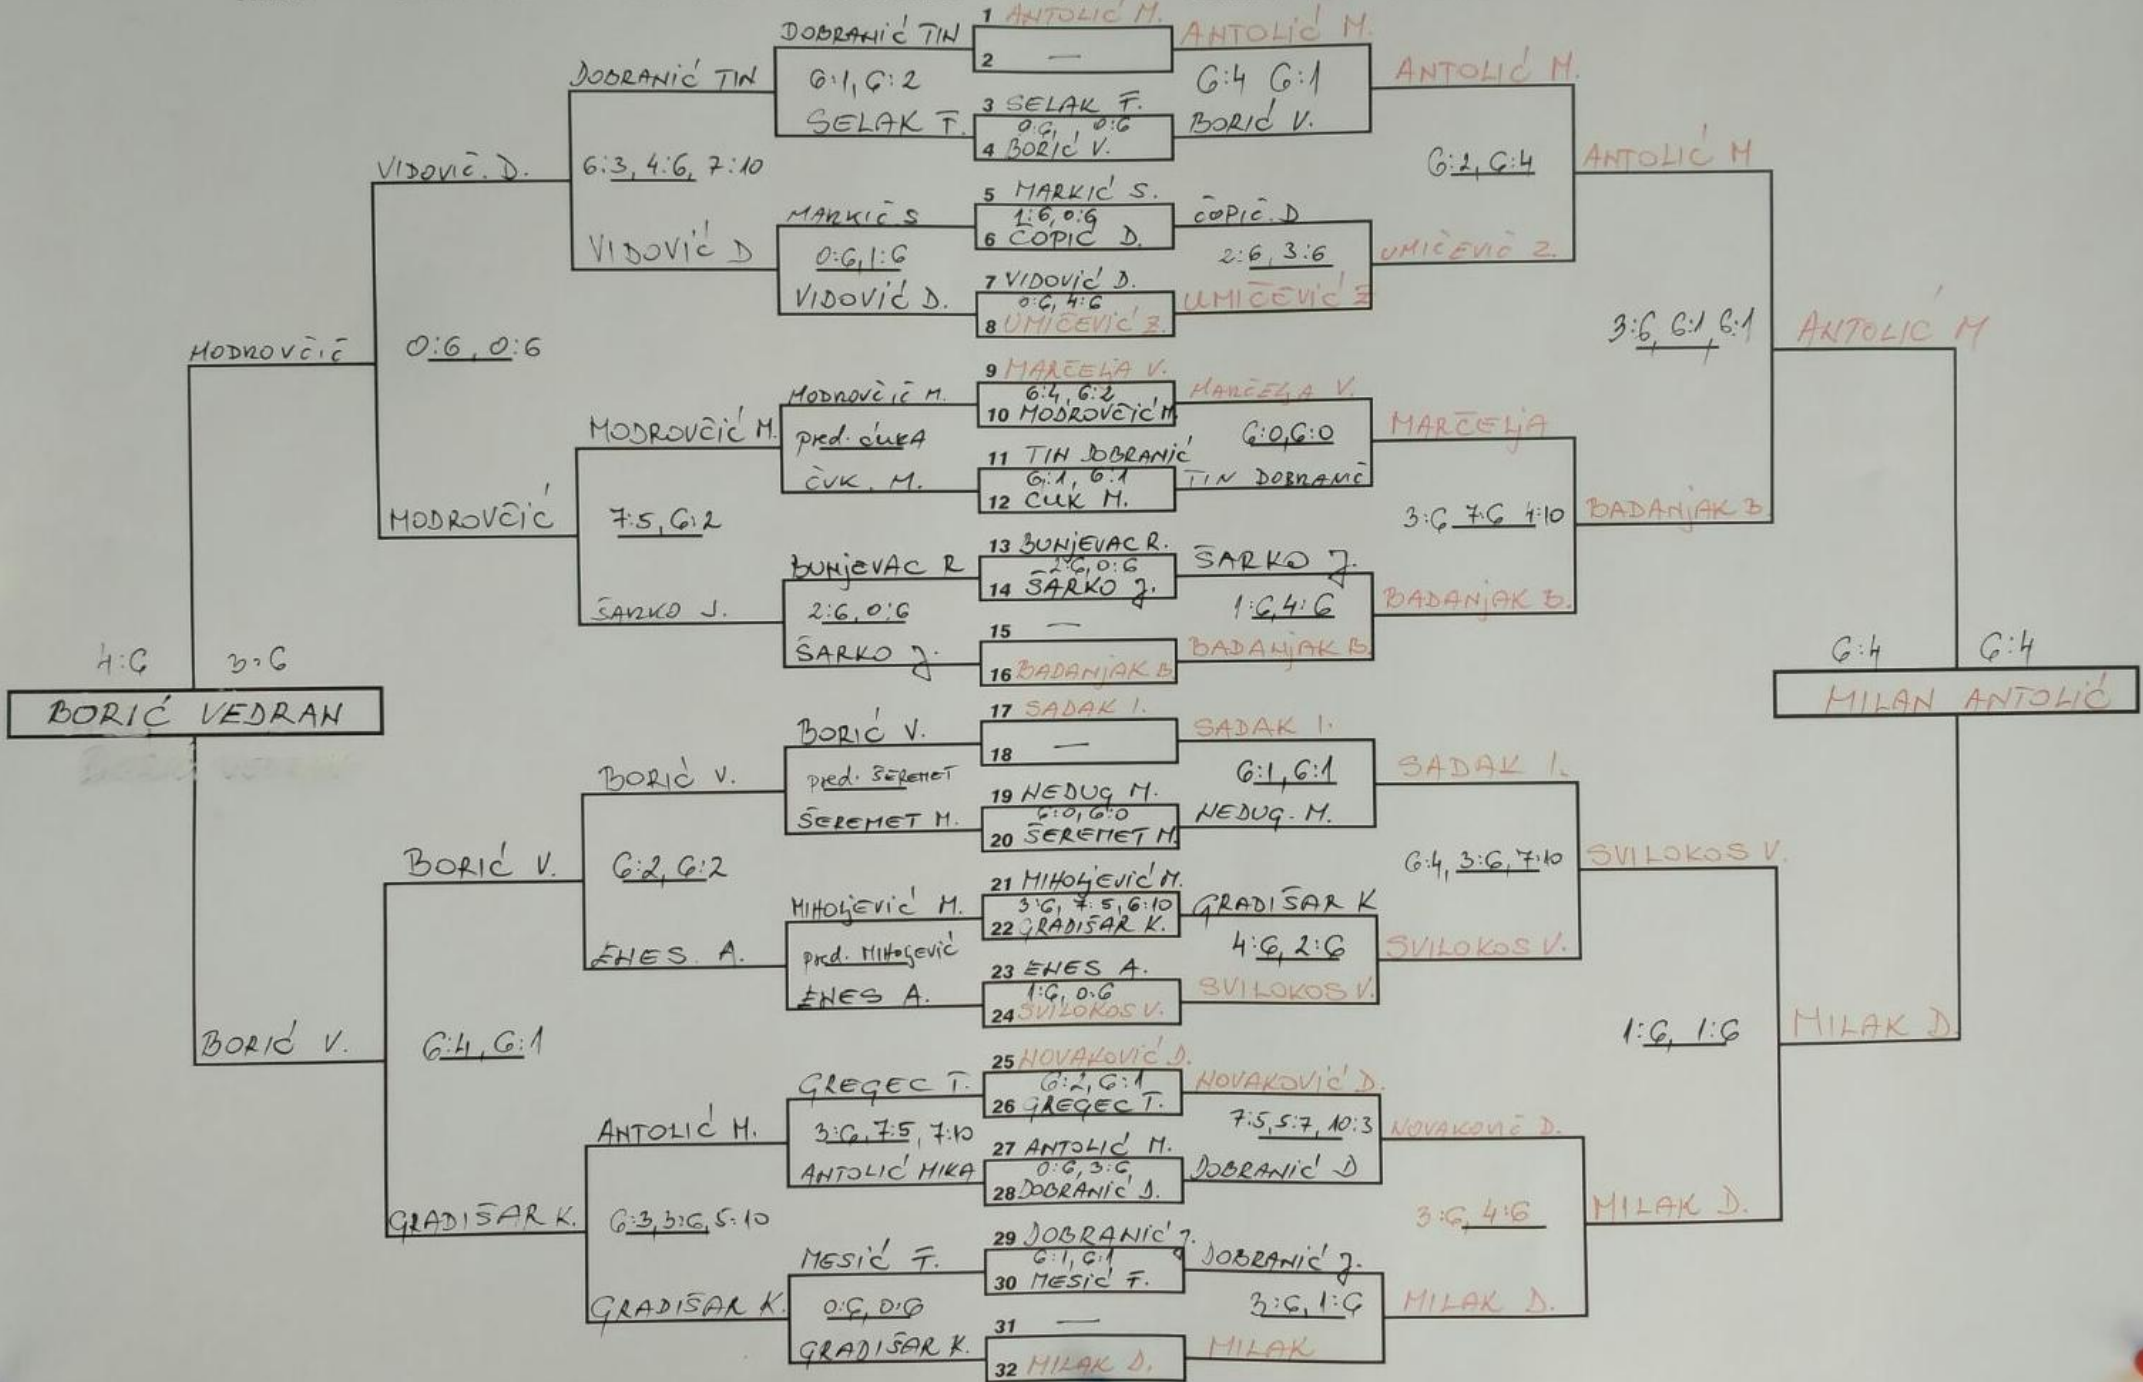 1 ANTOLIĆ M.
2 —
3 SELAK F.
0:6, 0:6
4 BORIĆ V.
5 MARKIĆ S.
1:6, 0:6
6 ČOPIĆ D.
7 VIDOVIĆ D.
0:6, 4:6
8 UMIČEVIĆ Z.
9 MARČELJA V.
6:4, 6:2
10 MODROVČIĆ M
11 TIN DOBRANIĆ
6:1, 6:1
12 CUK M.
13 BUNJEVAC R.
2:6, 0:6
14 ŠARKO J.
15 —
16 BADANJAK B
17 SADAK I.
18 —
19 NEDUG M.
6:0, 6:0
20 ŠEREMET M
21 MIHOLJEVIĆ M.
3:6, 7:5, 6:10
22 GRADIŠAR K.
23 ENES A.
1:6, 0:6
24 SVILOKOS V.
25 NOVAKOVIĆ D.
6:2, 6:1
26 GREGEC T.
27 ANTOLIĆ M.
0:6, 3:6,
28 DOBRANIĆ D.
29 DOBRANIĆ J.
6:1, 6:1
30 MESIĆ F.
31 —
32 MILAK D.
ANTOLIĆ M.
6:4 6:1
BORIĆ V.
ČOPIČ. D
2:6, 3:6
UMIČEVIĆ Z
MARČELJA V.
6:0, 6:0
TIN DOBRANIČ
ŠARKO J.
1:6, 4:6
BADANJAK B.
SADAK I.
6:1, 6:1
NEDUG. M.
GRADIŠAR K
4:6, 2:6
SVILOKOS V.
NOVAKOVIĆ D.
7:5, 5:7, 10:3
DOBRANIĆ D
DOBRANIĆ J.
3:6, 1:6
MILAK
ANTOLIĆ M.
6:2, 6:4
UMIČEVIČ Z.
MARČELJA
3:6 7:6 4:10
BADANJAK B.
SADAK I.
6:4, 3:6, 7:10
SVILOKOS V.
NOVAKOVIČ D.
3:6, 4:6
MILAK D.
ANTOLIĆ M
3:6, 6:1, 6:1
BADANJAK B
SVILOKOS V.
1:6, 1:6
MILAK D.
ANTOLIĆ M
6:4 6:4
MILAN ANTOLIĆ
MILAK D.
DOBRANIĆ TIN
6:1, 6:2
SELAK F.
MARKIČ S
0:6, 1:6
VIDOVIĆ D.
MODROVČIČ M.
pred. ČUKA
ČVK. M.
BUNJEVAC R
2:6, 0:6
ŠARKO J.
BORIĆ V.
pred. ŠEREMET
ŠEREMET M.
MIHOLJEVIĆ M.
pred. MIHOLJEVIĆ
ENES A.
GREGEC T.
3:6, 7:5, 7:10
ANTOLIĆ MIKA
MESIĆ F.
0:6, 0:6
GRADIŠAR K.
DOBRANIĆ TIN
6:3, 4:6, 7:10
VIDOVIĆ D
MODROVČIĆ M.
7:5, 6:2
ŠARKO J.
BORIĆ V.
6:2, 6:2
ENES. A.
ANTOLIĆ M.
6:3, 3:6, 5:10
GRADIŠAR K.
VIDOVIČ. D.
0:6, 0:6
MODROVČIĆ
BORIĆ V.
6:4, 6:1
GRADIŠAR K.
MODROVČIČ
4:6 3:6
BORIĆ VEDRAN
BORIĆ V.